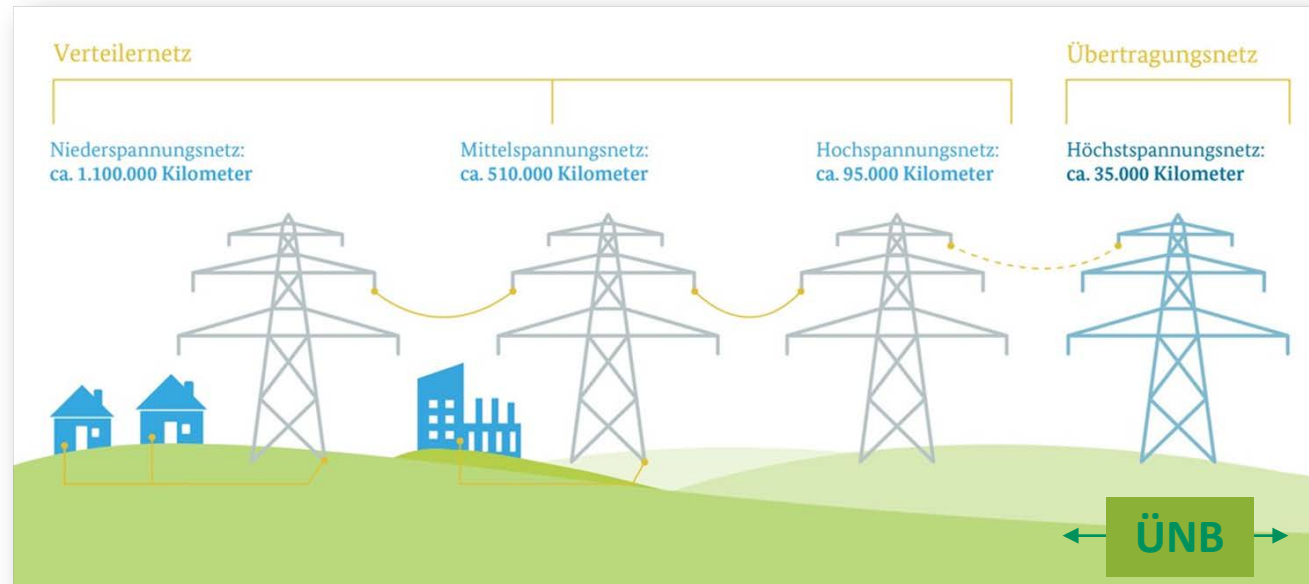 Verteilernetz
Übertragungsnetz
Niederspannungsnetz:
ca. 1.100.000 Kilometer
Mittelspannungsnetz:
ca. 510.000 Kilometer
Hochspannungsnetz:
ca. 95.000 Kilometer
Höchstspannungsnetz:
ca. 35.000 Kilometer
ÜNB